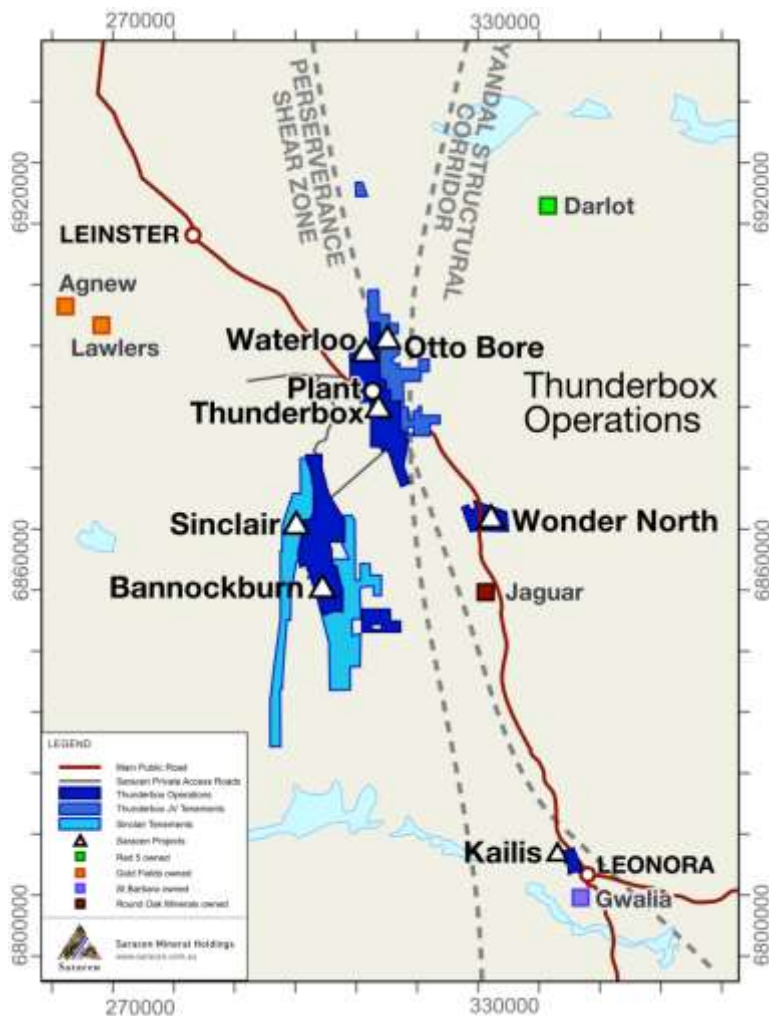 270000
330000
PERSERVERANCE
SHEAR ZONE
YANDAL STRUCTURAL
CORRIDOR
6920000
6920000
Darlot
LEINSTER
Agnew
Lawlers
Waterloo
Otto Bore
Plant
Thunderbox
Thunderbox
Operations
Sinclair
Wonder North
6860000
6860000
Bannockburn
Jaguar
LEGEND
Main Public Road
Saracen Private Access Roads
Thunderbox Operations
Thunderbox JV Tenements
Sinclair Tenements
Saracen Projects
Red 5 owned
Gold Fields owned
St Barbara owned
Round Oak Minerals owned
Saracen
Saracen Mineral Holdings
www.saracen.com.au
Kailis
LEONORA
Gwalia
6800000
6800000
270000
330000